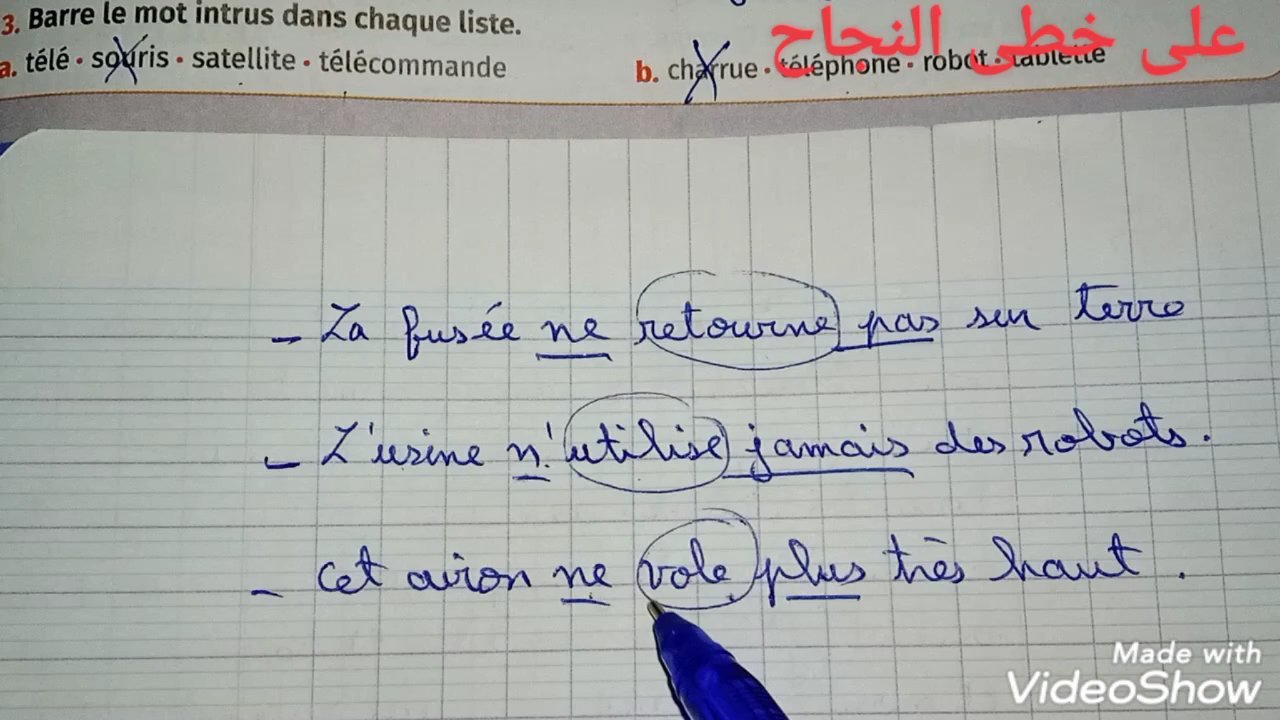 3. Barre le mot intrus dans chaque liste.
على خطى النجاح
a. télé • souris • satellite • télécommande
b. charrue • téléphone • robot • tablette
- La fusée ne retourne pas sur terre
- L'usine n'utilise jamais des robots.
- Cet avion ne vole plus très haut.
Made with
VideoShow